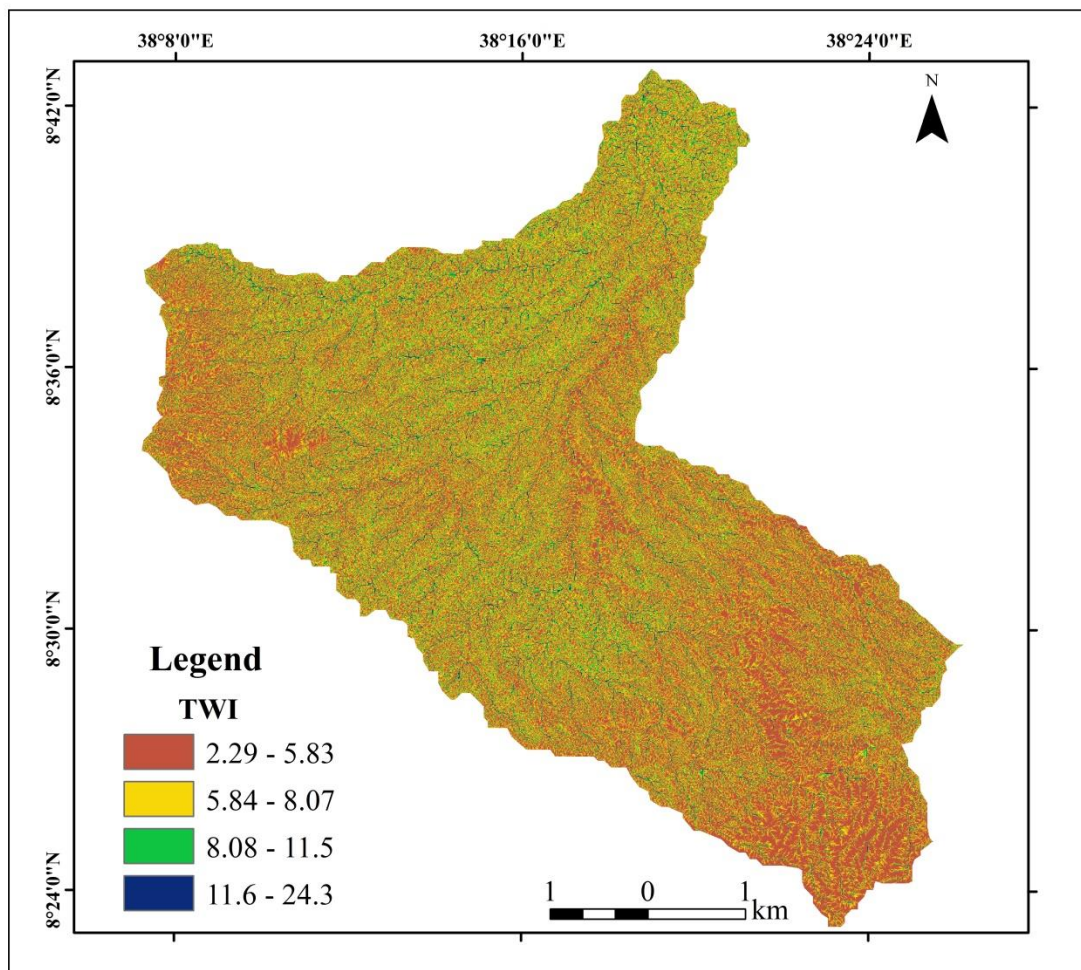 38°8'0"E
38°16'0"E
38°24'0"E
N
8°42'0"N
8°36'0"N
8°30'0"N
8°24'0"N
Legend
TWI
2.29 - 5.83
5.84 - 8.07
8.08 - 11.5
11.6 - 24.3
1 0 1
km